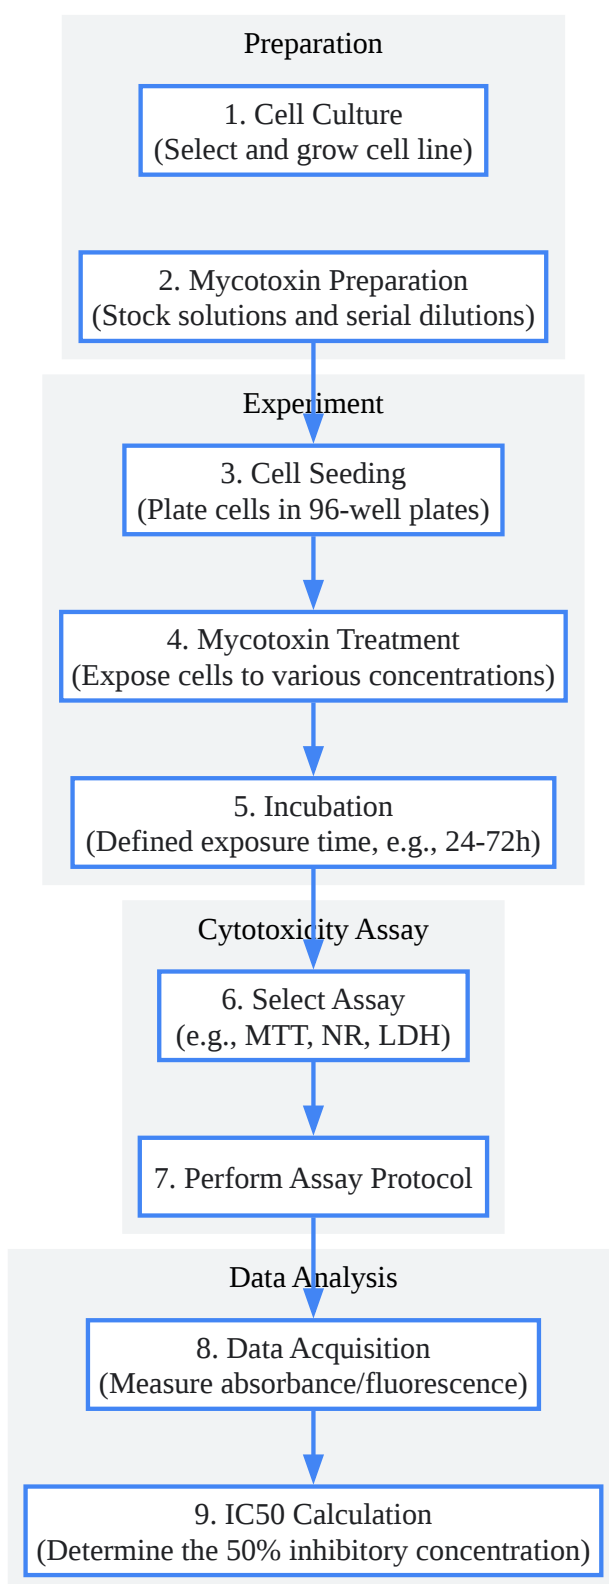 Preparation
1. Cell Culture
(Select and grow cell line)
2. Mycotoxin Preparation
(Stock solutions and serial dilutions)
Experiment
3. Cell Seeding
(Plate cells in 96-well plates)
4. Mycotoxin Treatment
(Expose cells to various concentrations)
5. Incubation
(Defined exposure time, e.g., 24-72h)
Cytotoxicity Assay
6. Select Assay
(e.g., MTT, NR, LDH)
7. Perform Assay Protocol
Data Analysis
8. Data Acquisition
(Measure absorbance/fluorescence)
9. IC50 Calculation
(Determine the 50% inhibitory concentration)